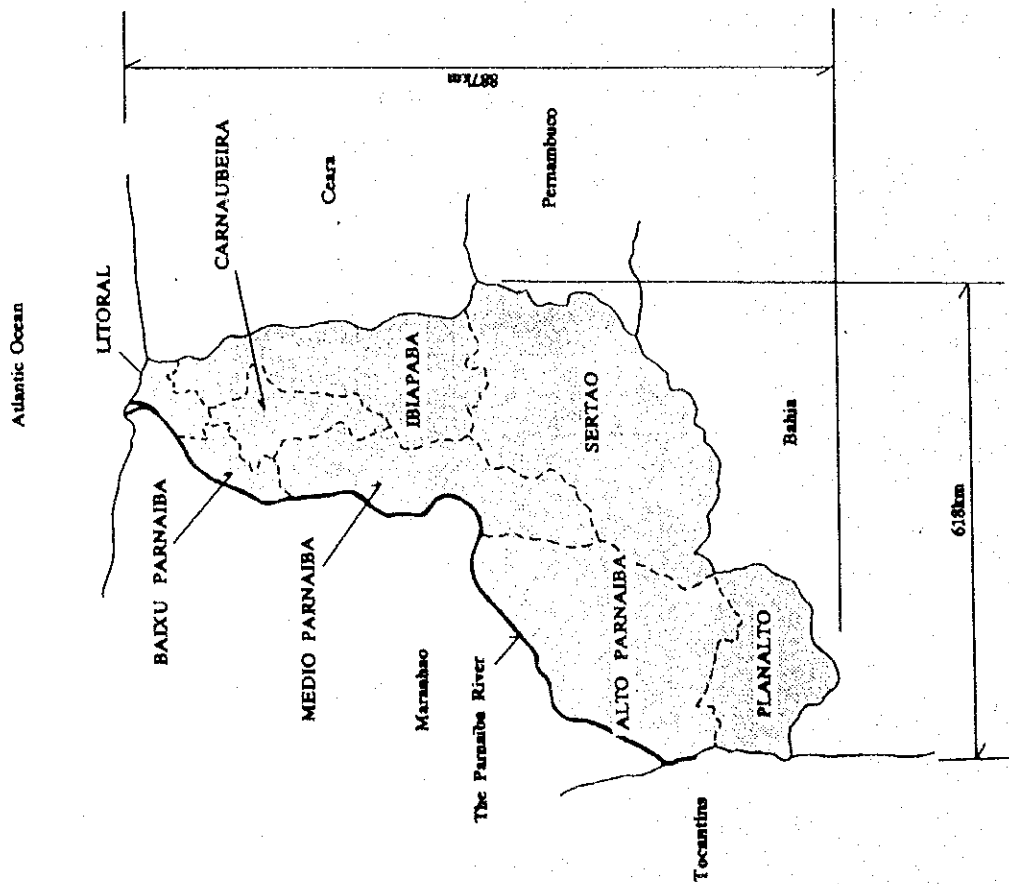 Atlantic Ocean
LITORAL
CARNAUBEIRA
BAIXU PARNAIBA
Ceara
887km
MEDIO PARNAIBA
IBIAPABA
Pernambuco
Maranhao
The Parnaiba River
SERTAO
ALTO PARNAIBA
PLANALTO
Bahia
Tocantins
618km